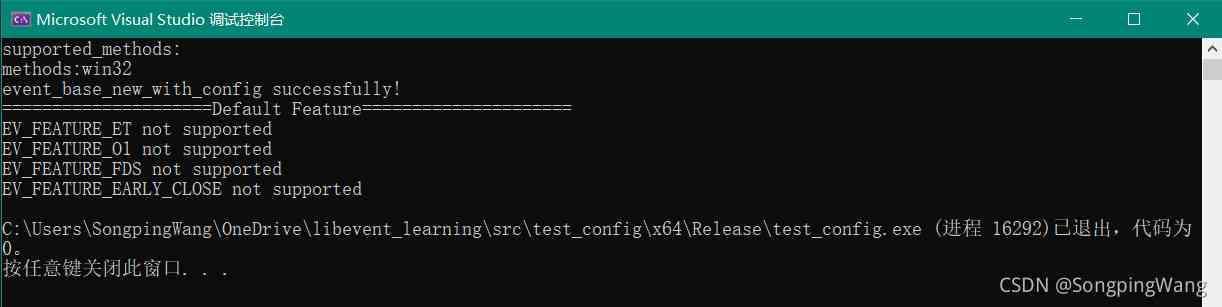 Microsoft Visual Studio 调试控制台
supported_methods:
methods:win32
event_base_new_with_config successfully!
=====================Default Feature=====================
EV_FEATURE_ET not supported
EV_FEATURE_O1 not supported
EV_FEATURE_FDS not supported
EV_FEATURE_EARLY_CLOSE not supported
C:\Users\SongpingWang\OneDrive\libevent_learning\src\test_config\x64\Release\test_config.exe (进程 16292)已退出，代码为
0。
按任意键关闭此窗口. . .
CSDN @SongpingWang